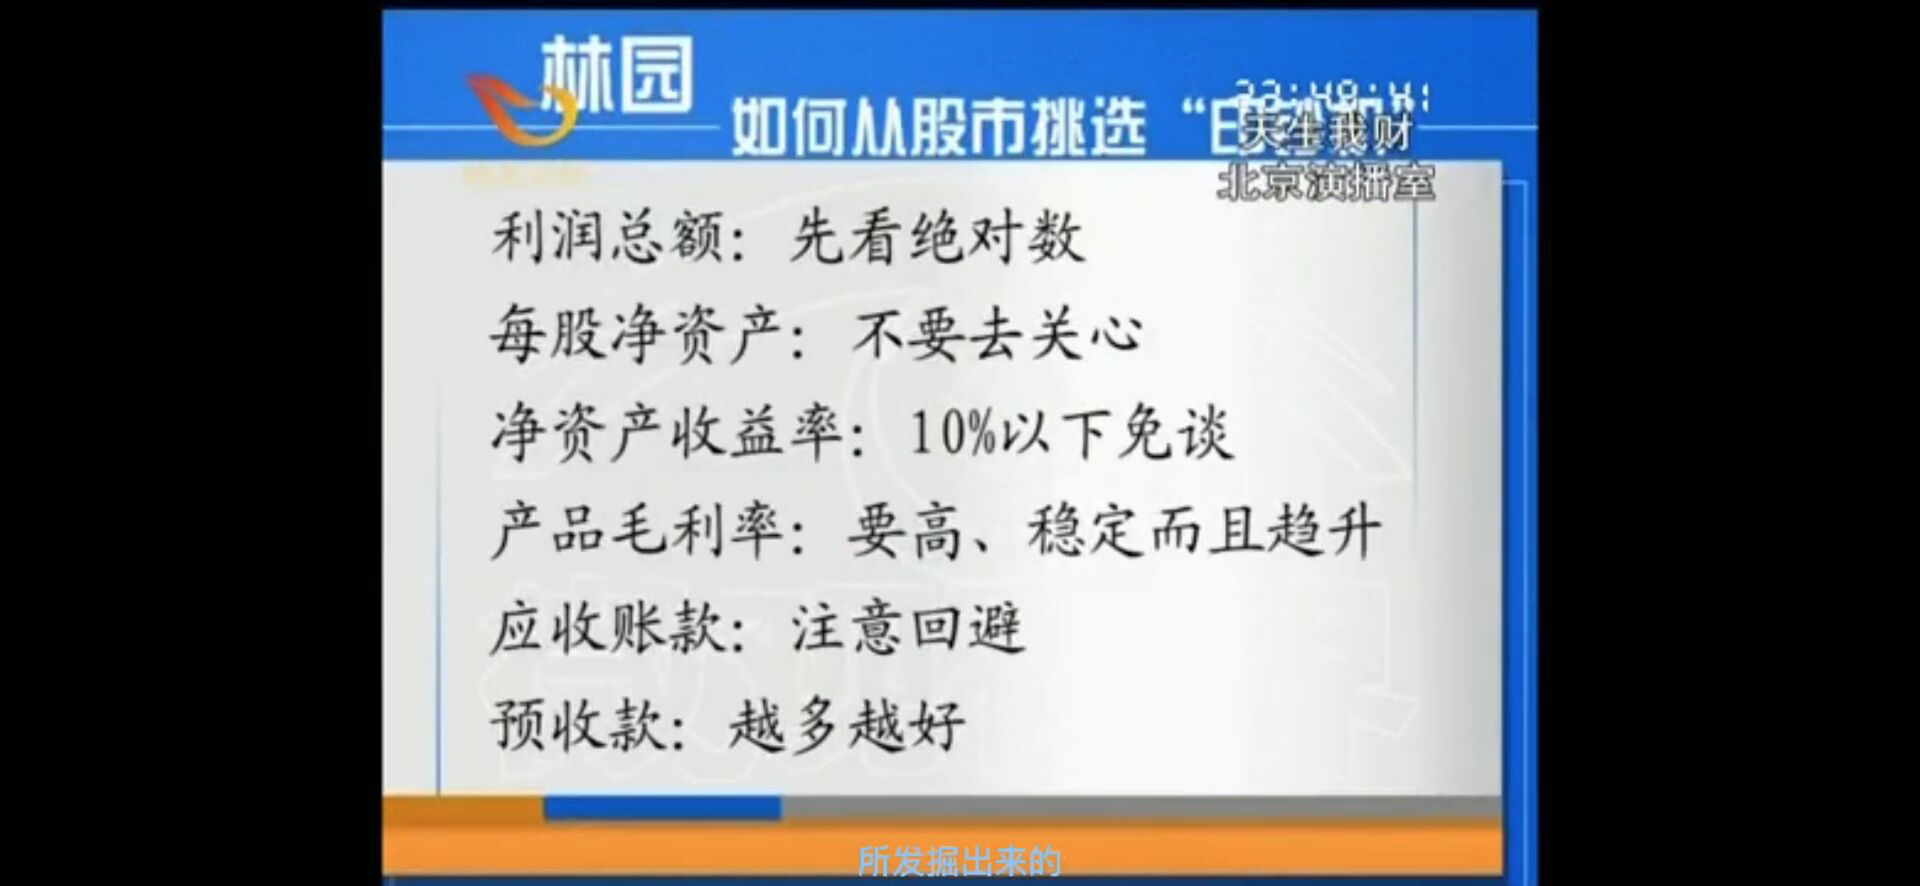 林园
如何从股市挑选“
天生我财
北京演播室
利润总额：先看绝对数
每股净资产：不要去关心
净资产收益率：10%以下免谈
产品毛利率：要高、稳定而且趋升
应收账款：注意回避
预收款：越多越好
所发掘出来的